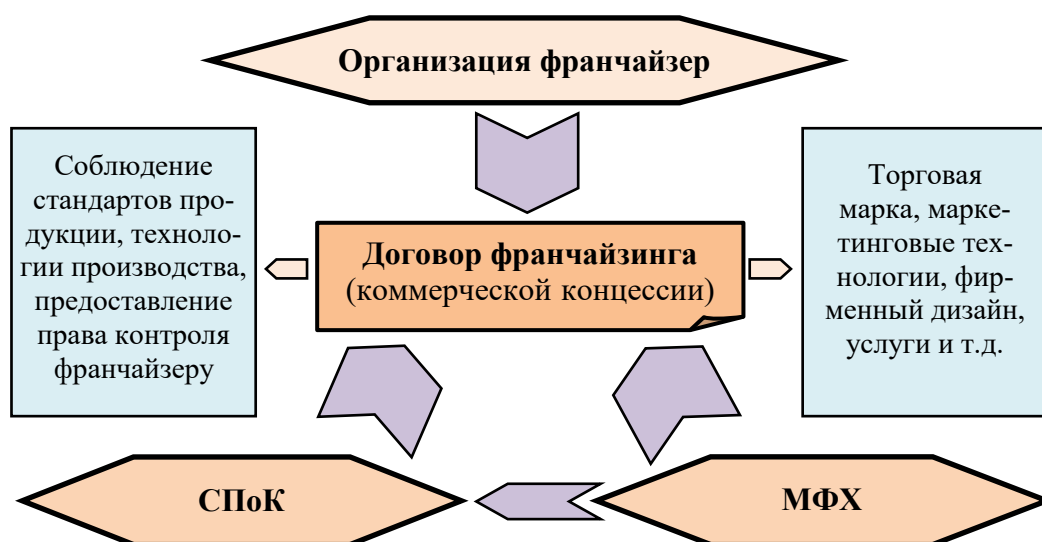 Организация франчайзер
Соблюдение
стандартов про-
дукции, техноло-
гии производства,
предоставление
права контроля
франчайзеру
Договор франчайзинга
(коммерческой концессии)
Торговая
марка, марке-
тинговые тех-
нологии, фир-
менный дизайн,
услуги и т.д.
СПоК
МФХ